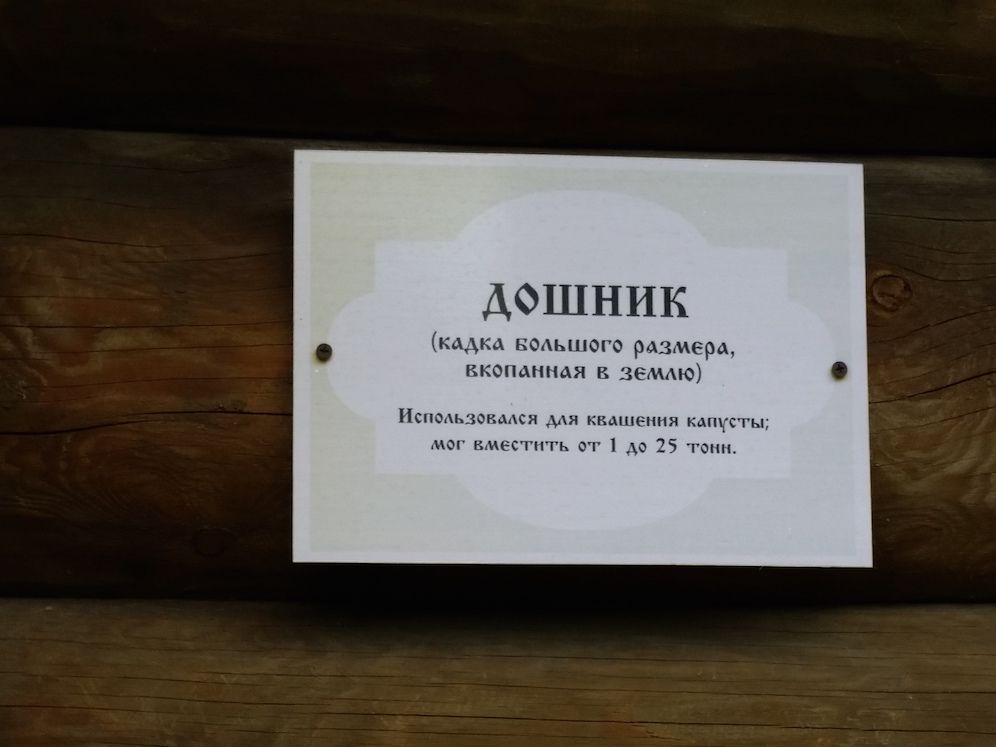 ДОШНИК
(кадка большого размера,
вкопанная в землю)
Использовался для квашения капусты;
мог вместить от 1 до 25 тонн.